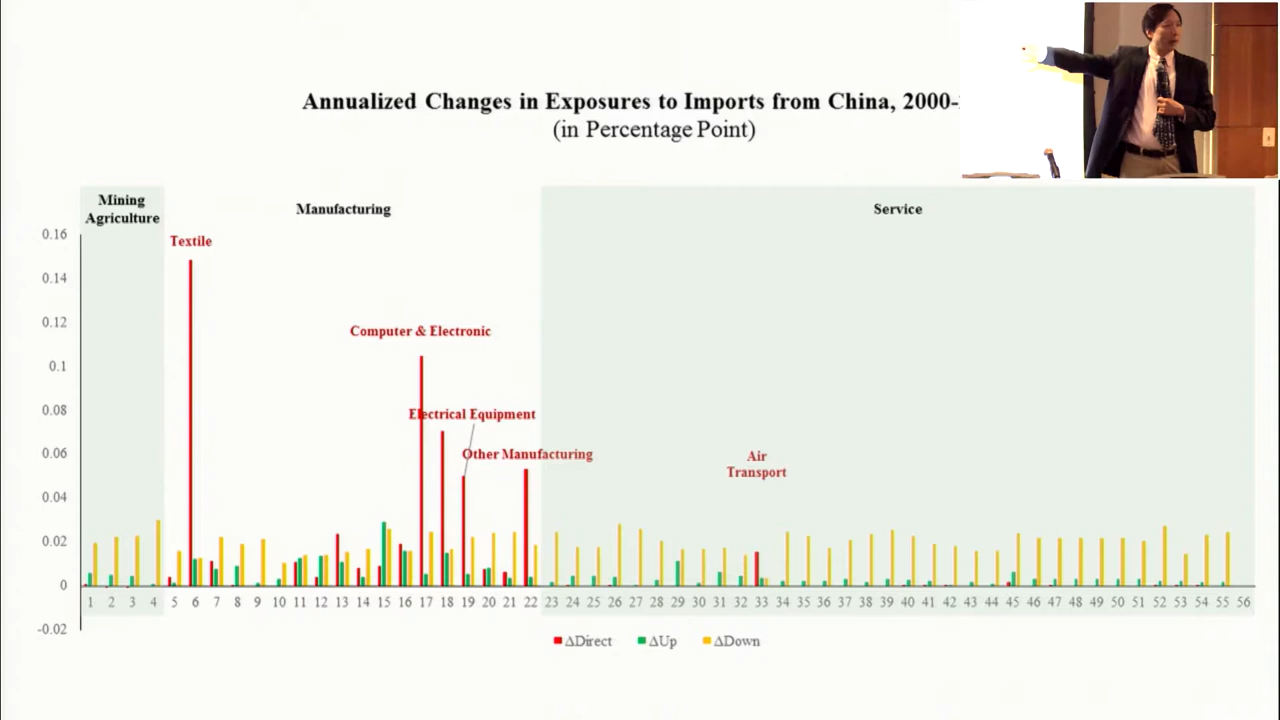 Annualized Changes in Exposures to Imports from China, 2000-
(in Percentage Point)
Mining
Agriculture
Manufacturing
Service
0.16
0.14
0.12
0.1
0.08
0.06
0.04
0.02
0
-0.02
Textile
Computer & Electronic
Electrical Equipment
Other Manufacturing
Air
Transport
1 2 3 4 5 6 7 8 9 10 11 12 13 14 15 16 17 18 19 20 21 22 23 24 25 26 27 28 29 30 31 32 33 34 35 36 37 38 39 40 41 42 43 44 45 46 47 48 49 50 51 52 53 54 55 56
ΔDirect ΔUp ΔDown